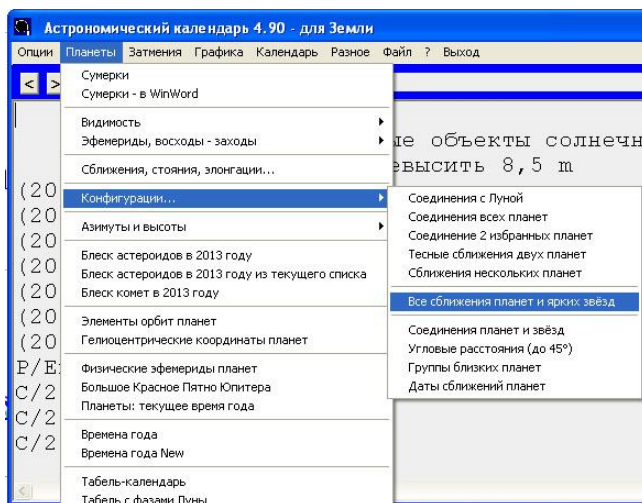 Астрономический календарь 4.90 - для Земли
Опции Планеты Затмения Графика Календарь Разное Файл ? Выход
< >
Сумерки
Сумерки - в WinWord
Видимость
Эфемериды, восходы - заходы
Сближения, стояния, элонгации...
Конфигурации...
Азимуты и высоты
Блеск астероидов в 2013 году
Блеск астероидов в 2013 году из текущего списка
Блеск комет в 2013 году
Элементы орбит планет
Гелиоцентрические координаты планет
Физические эфемериды планет
Большое Красное Пятно Юпитера
Планеты: текущее время года
Времена года
Времена года New
Табель-календарь
Табель с фазами Луны
Соединения с Луной
Соединения всех планет
Соединение 2 избранных планет
Тесные сближения двух планет
Сближения нескольких планет
Все сближения планет и ярких звёзд
Соединения планет и звёзд
Угловые расстояния (до 45°)
Группы близких планет
Даты сближений планет
ые объекты солнечн
евысить 8,5 m
(20
(20
(20
(20
(20
(20
(20
P/E
C/2
C/2
C/2